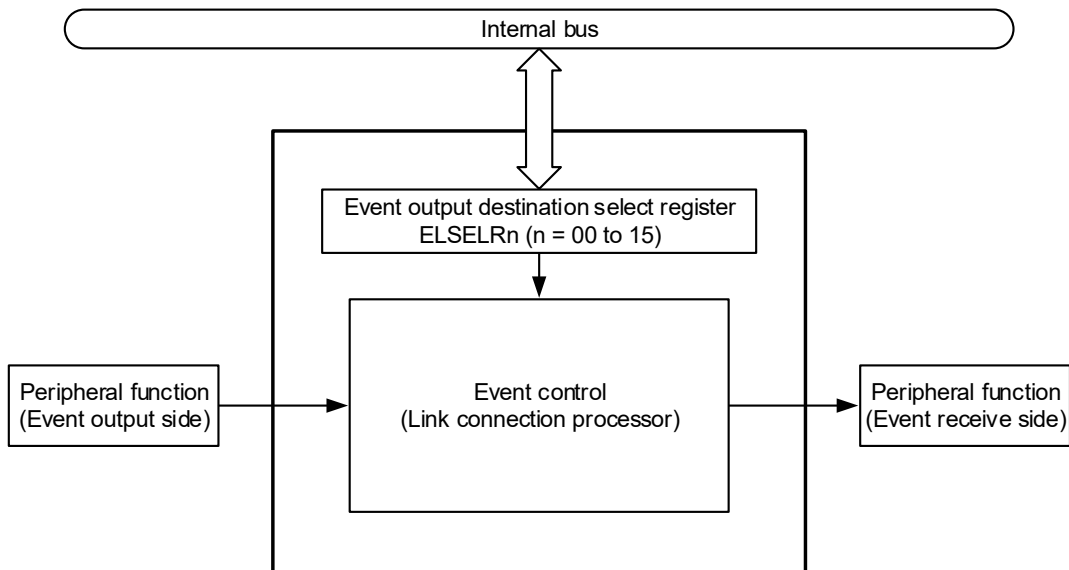 Internal bus
Event output destination select register
ELSELRn (n = 00 to 15)
Peripheral function
(Event output side)
Event control
(Link connection processor)
Peripheral function
(Event receive side)